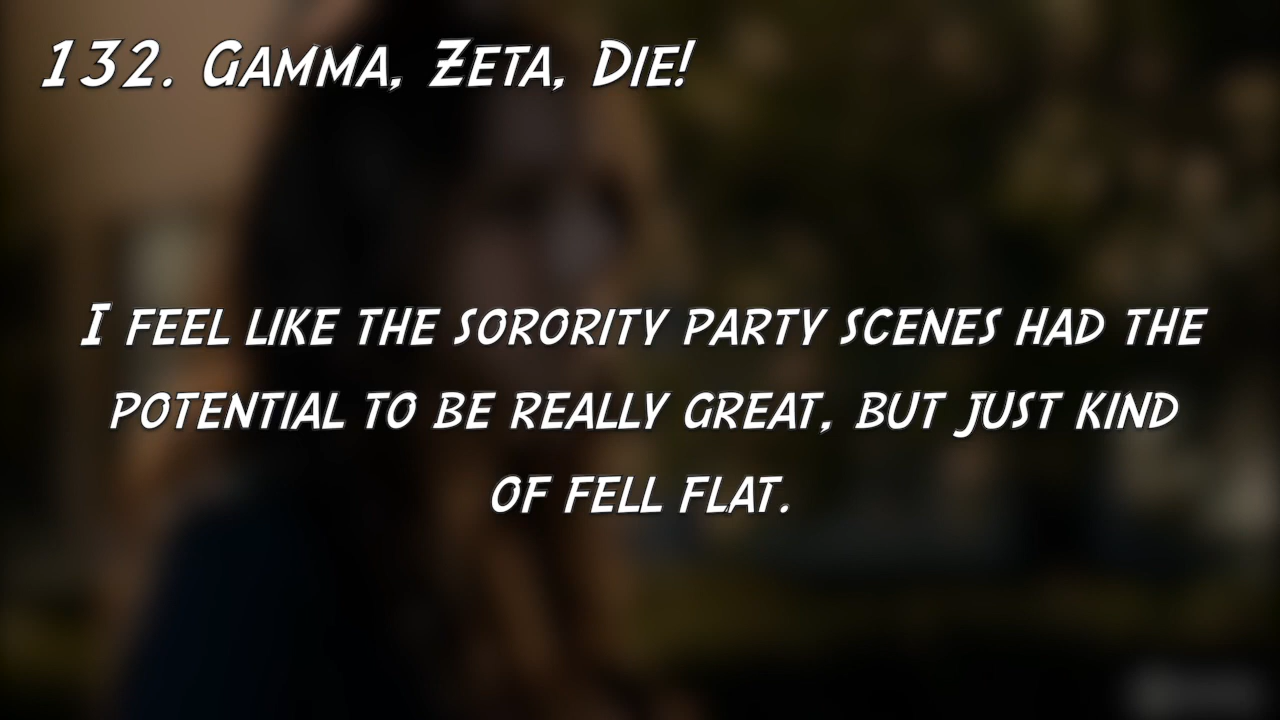 132. Gamma, Zeta, Die!
I feel like the sorority party scenes had the
potential to be really great, but just kind
of fell flat.